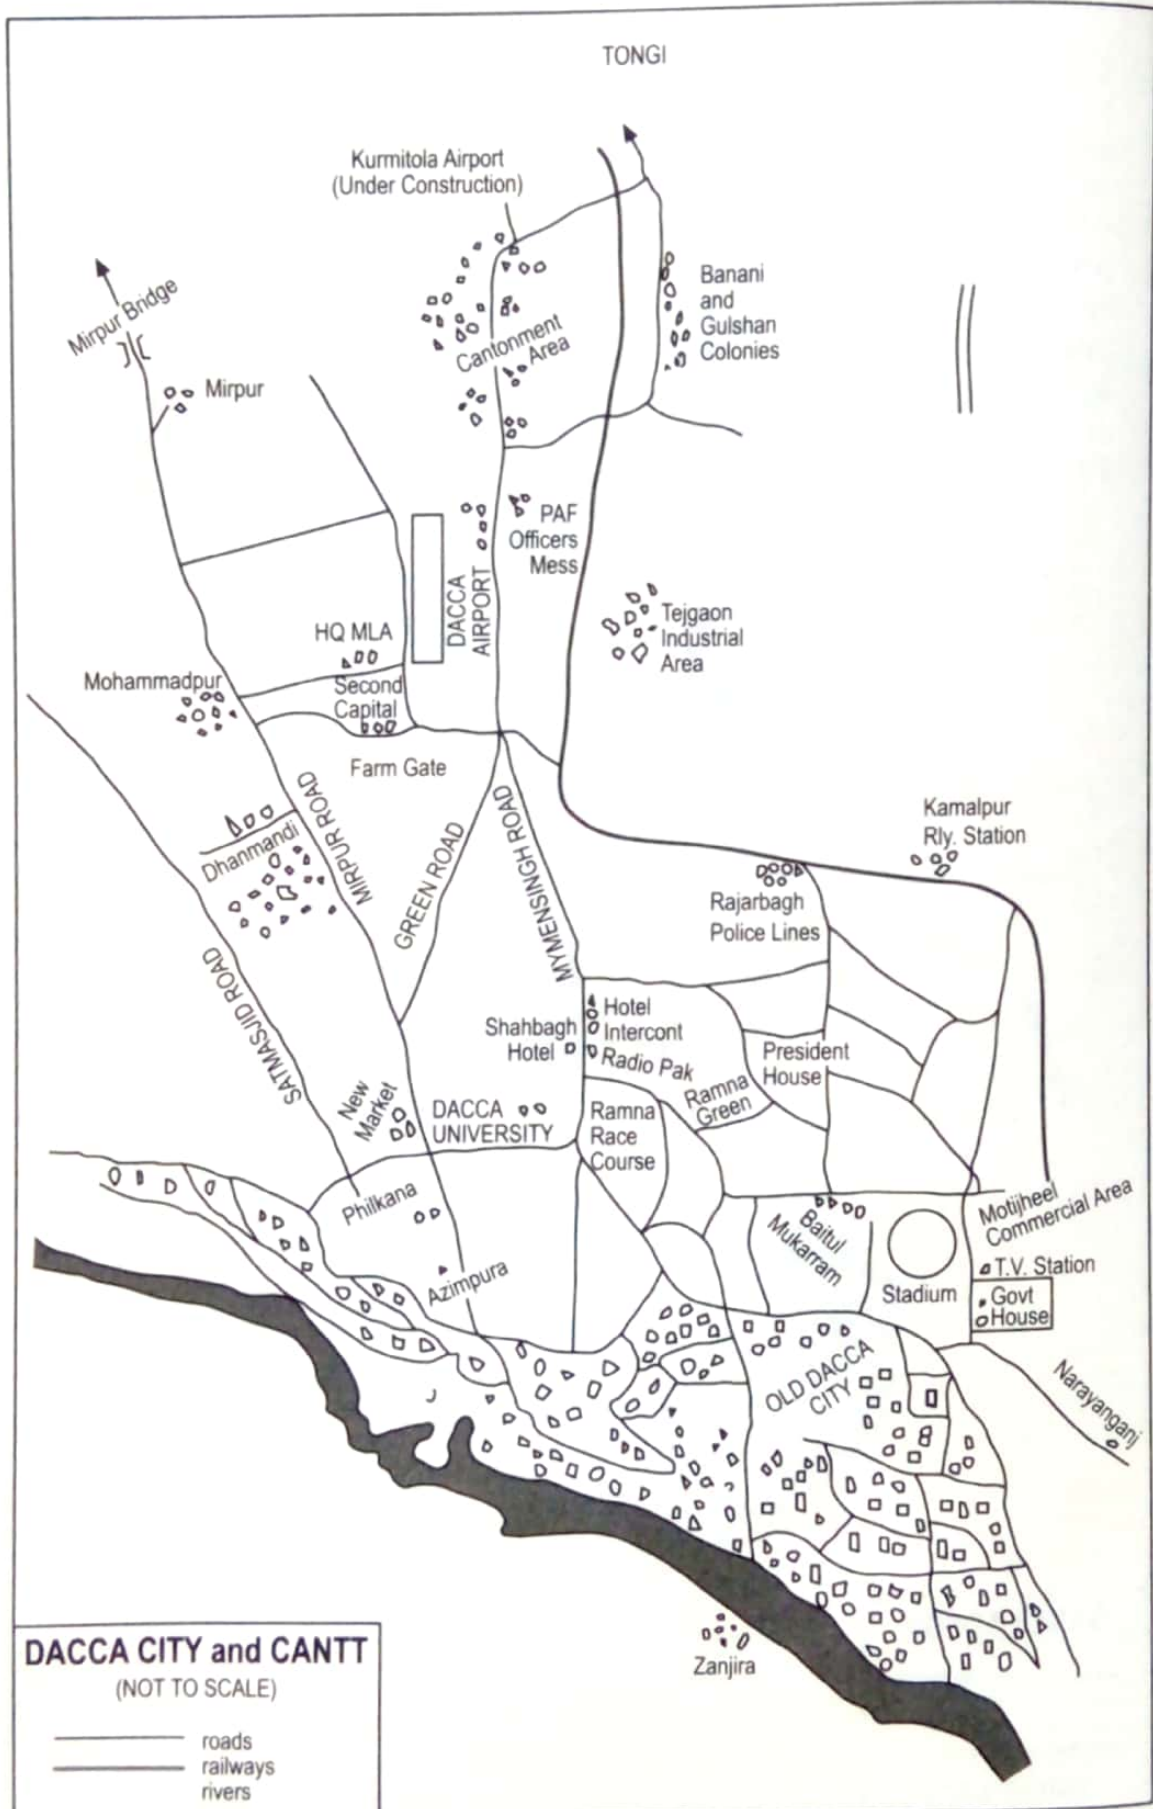 TONGI
Kurmitola Airport
(Under Construction)
Mirpur Bridge
Banani
and
Gulshan
Colonies
Cantonment
Area
Mirpur
PAF
Officers
Mess
DACCA
AIRPORT
Tejgaon
Industrial
Area
HQ MLA
Mohammadpur
Second
Capital
Farm Gate
MIRPUR ROAD
GREEN ROAD
MYMENSINGH ROAD
Kamalpur
Rly. Station
Dhanmandi
Rajarbagh
Police Lines
SATMASJID ROAD
Hotel
Intercont
Shahbagh
Hotel
Radio Pak
President
House
Ramna
Green
New
Market
DACCA
UNIVERSITY
Ramna
Race
Course
Philkana
Baitul
Mukarram
Motijheel
Commercial Area
T.V. Station
Azimpura
Stadium
Govt
House
OLD DACCA
CITY
Narayanganj
Zanjira
DACCA CITY and CANTT
(NOT TO SCALE)
roads
railways
rivers